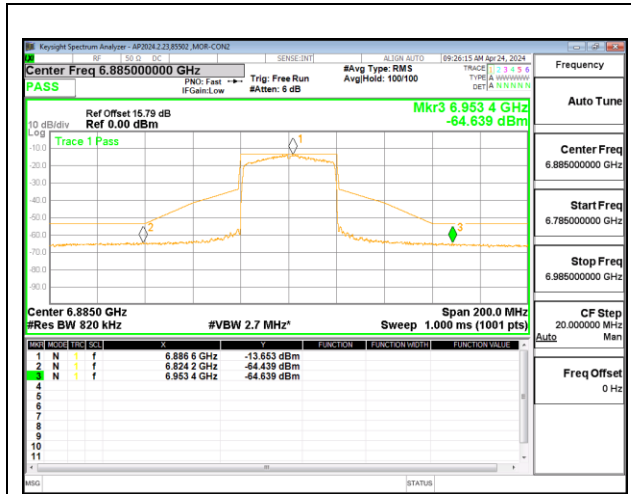 Keysight Spectrum Analyzer - AP2024.2.23,85502 ,MOR-CON2
RF 50 Ω DC SENSE:INT ALIGN AUTO 09:26:15 AM Apr 24, 2024
Center Freq 6.885000000 GHz
PNO: Fast
IFGain:Low
Trig: Free Run
#Atten: 6 dB
#Avg Type: RMS
Avg|Hold: 100/100
TRACE 1 2 3 4 5 6
TYPE A WWWWW
DET A N N N N N
PASS
Frequency
Ref Offset 15.79 dB
Ref 0.00 dBm
10 dB/div
Log
Mkr3 6.953 4 GHz
-64.639 dBm
Trace 1 Pass
-10.0
-20.0
-30.0
-40.0
-50.0
-60.0
-70.0
-80.0
-90.0
1
2
3
Center 6.8850 GHz
#Res BW 820 kHz
#VBW 2.7 MHz*
Span 200.0 MHz
Sweep 1.000 ms (1001 pts)
MKR MODE TRC SCL X Y FUNCTION FUNCTION WIDTH FUNCTION VALUE
1 N 1 f 6.886 6 GHz -13.653 dBm
2 N 1 f 6.824 2 GHz -64.439 dBm
3 N 1 f 6.953 4 GHz -64.639 dBm
4
5
6
7
8
9
10
11
MSG
STATUS
Auto Tune
Center Freq
6.885000000 GHz
Start Freq
6.785000000 GHz
Stop Freq
6.985000000 GHz
CF Step
20.000000 MHz
Auto Man
Freq Offset
0 Hz